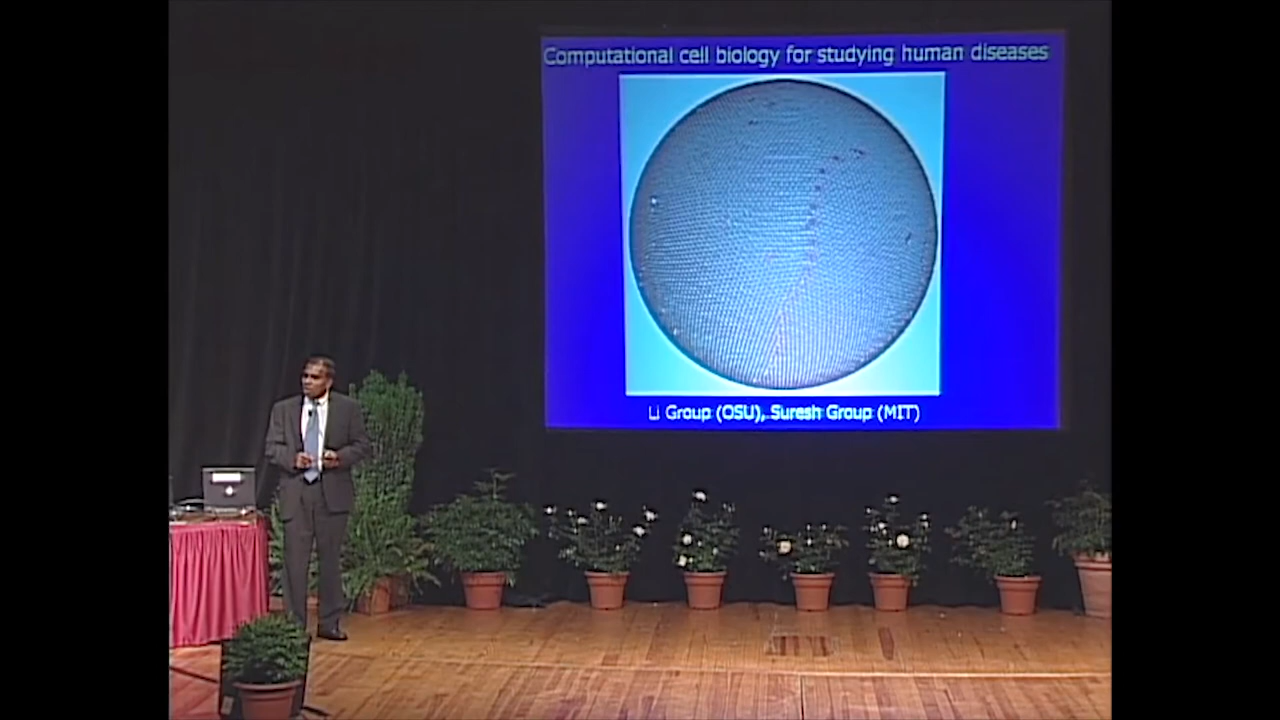 Computational cell biology for studying human diseases
Li Group (OSU), Suresh Group (MIT)